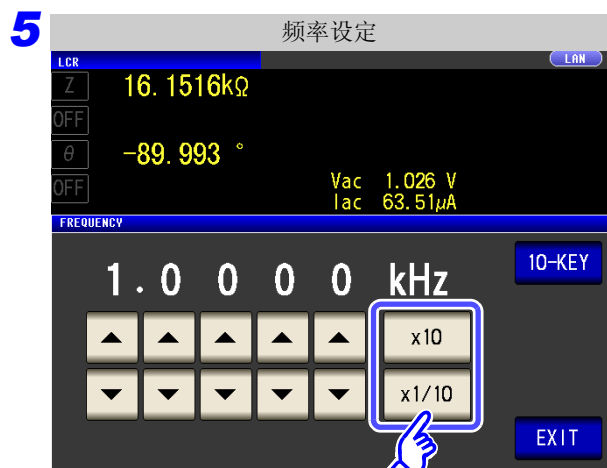 5
频率设定
LCR LAN
Z 16.1516kΩ
OFF
θ -89.993 °
OFF Vac 1.026 V
Iac 63.51μA
FREQUENCY
1.0000 kHz 10-KEY
x10
x1/10
EXIT